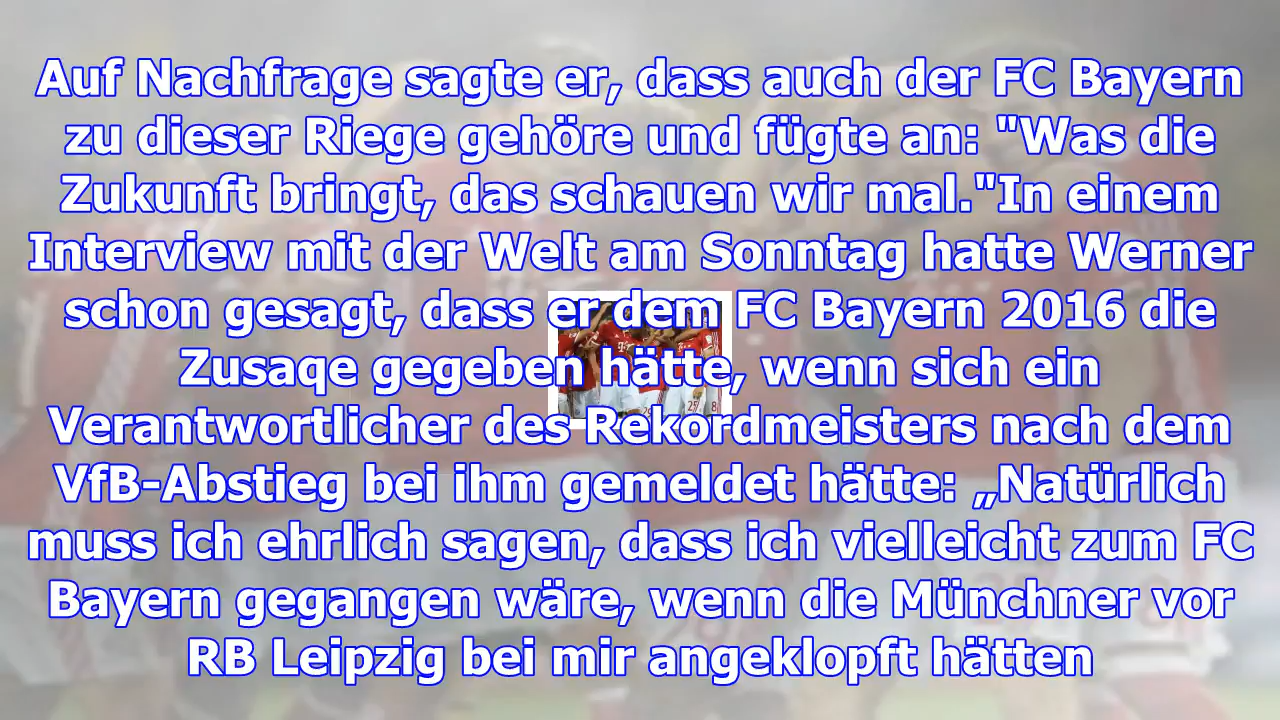 Auf Nachfrage sagte er, dass auch der FC Bayern
zu dieser Riege gehöre und fügte an: "Was die
Zukunft bringt, das schauen wir mal."In einem
Interview mit der Welt am Sonntag hatte Werner
schon gesagt, dass er dem FC Bayern 2016 die
Zusaqe gegeben hätte, wenn sich ein
Verantwortlicher des Rekordmeisters nach dem
VfB-Abstieg bei ihm gemeldet hätte: „Natürlich
muss ich ehrlich sagen, dass ich vielleicht zum FC
Bayern gegangen wäre, wenn die Münchner vor
RB Leipzig bei mir angeklopft hätten